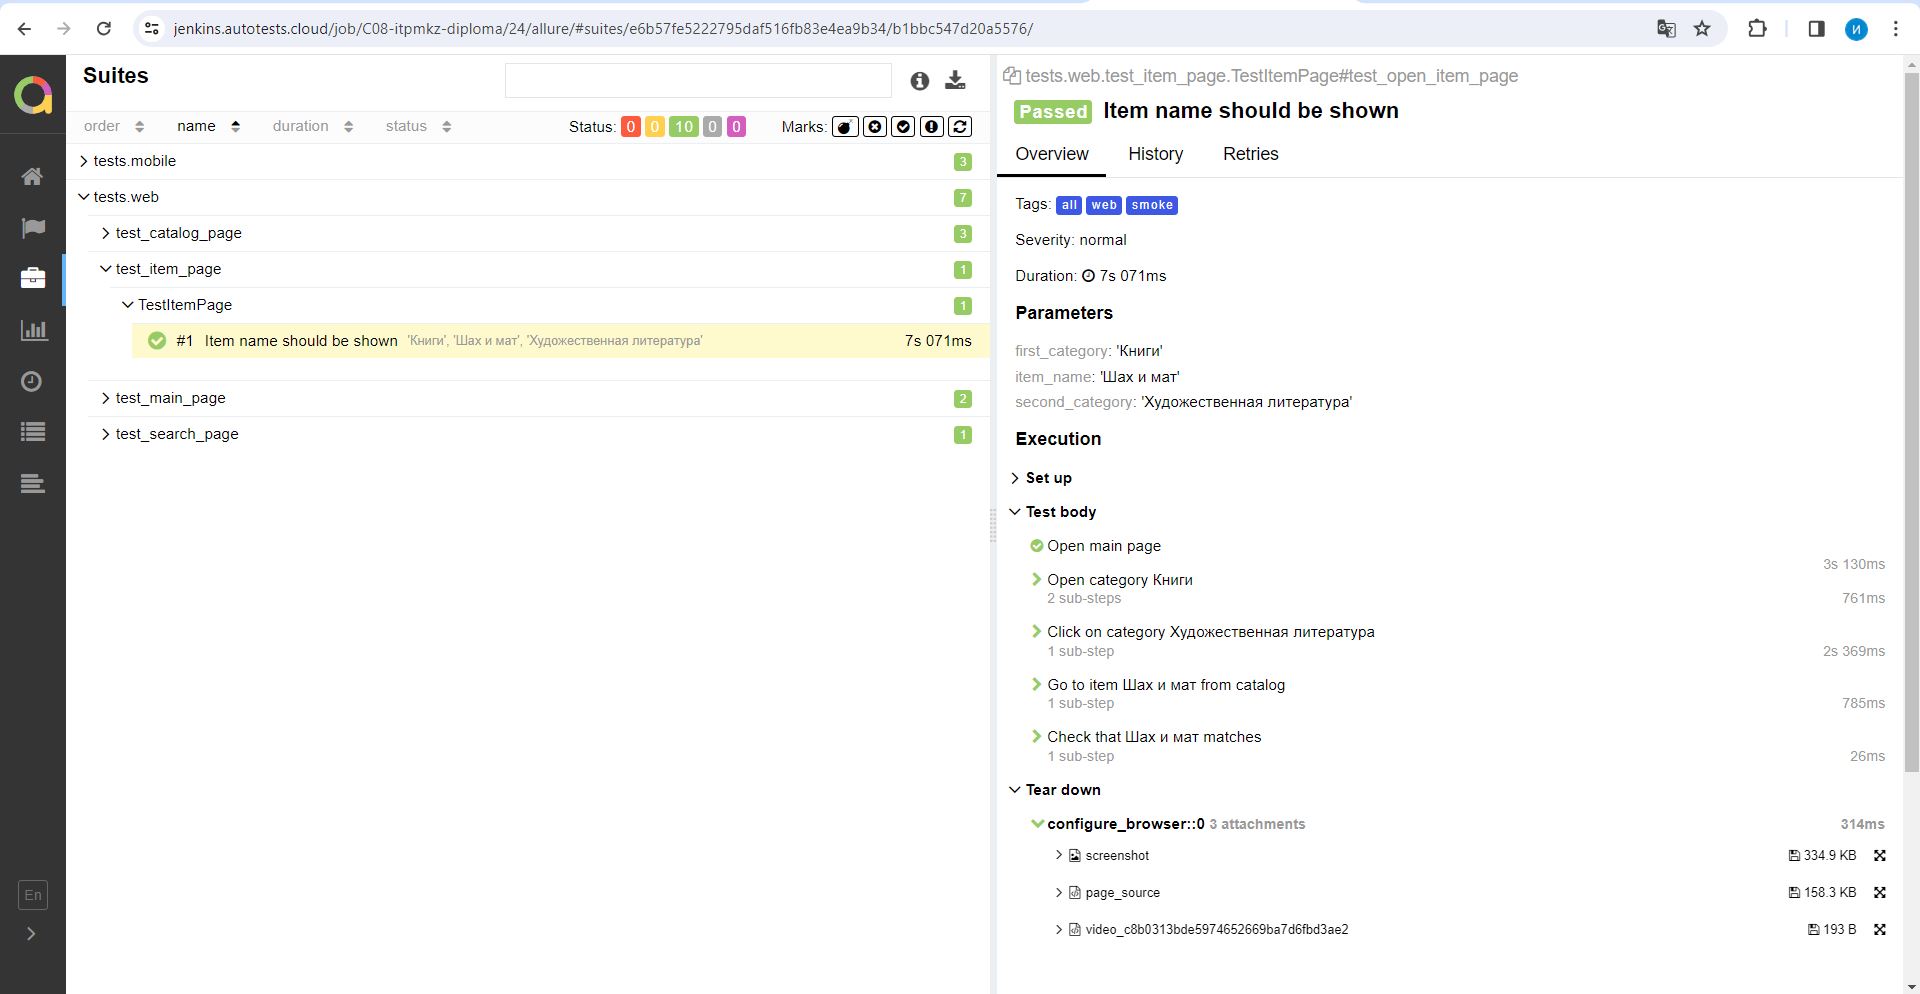 jenkins.autotests.cloud/job/C08-itpmkz-diploma/24/allure/#suites/e6b57fe5222795daf516fb83e4ea9b34/b1bbc547d20a5576/
И
Suites
order name duration status Status: 0 0 10 0 0 Marks:
tests.mobile 3
tests.web 7
test_catalog_page 3
test_item_page 1
TestItemPage 1
#1 Item name should be shown 'Книги', 'Шах и мат', 'Художественная литература' 7s 071ms
test_main_page 2
test_search_page 1
En
tests.web.test_item_page.TestItemPage#test_open_item_page
Passed Item name should be shown
Overview History Retries
Tags: all web smoke
Severity: normal
Duration: 7s 071ms
Parameters
first_category: 'Книги'
item_name: 'Шах и мат'
second_category: 'Художественная литература'
Execution
Set up
Test body
Open main page
3s 130ms
Open category Книги
2 sub-steps 761ms
Click on category Художественная литература
1 sub-step 2s 369ms
Go to item Шах и мат from catalog
1 sub-step 785ms
Check that Шах и мат matches
1 sub-step 26ms
Tear down
configure_browser::0 3 attachments 314ms
screenshot 334.9 KB
page_source 158.3 KB
video_c8b0313bde5974652669ba7d6fbd3ae2 193 B